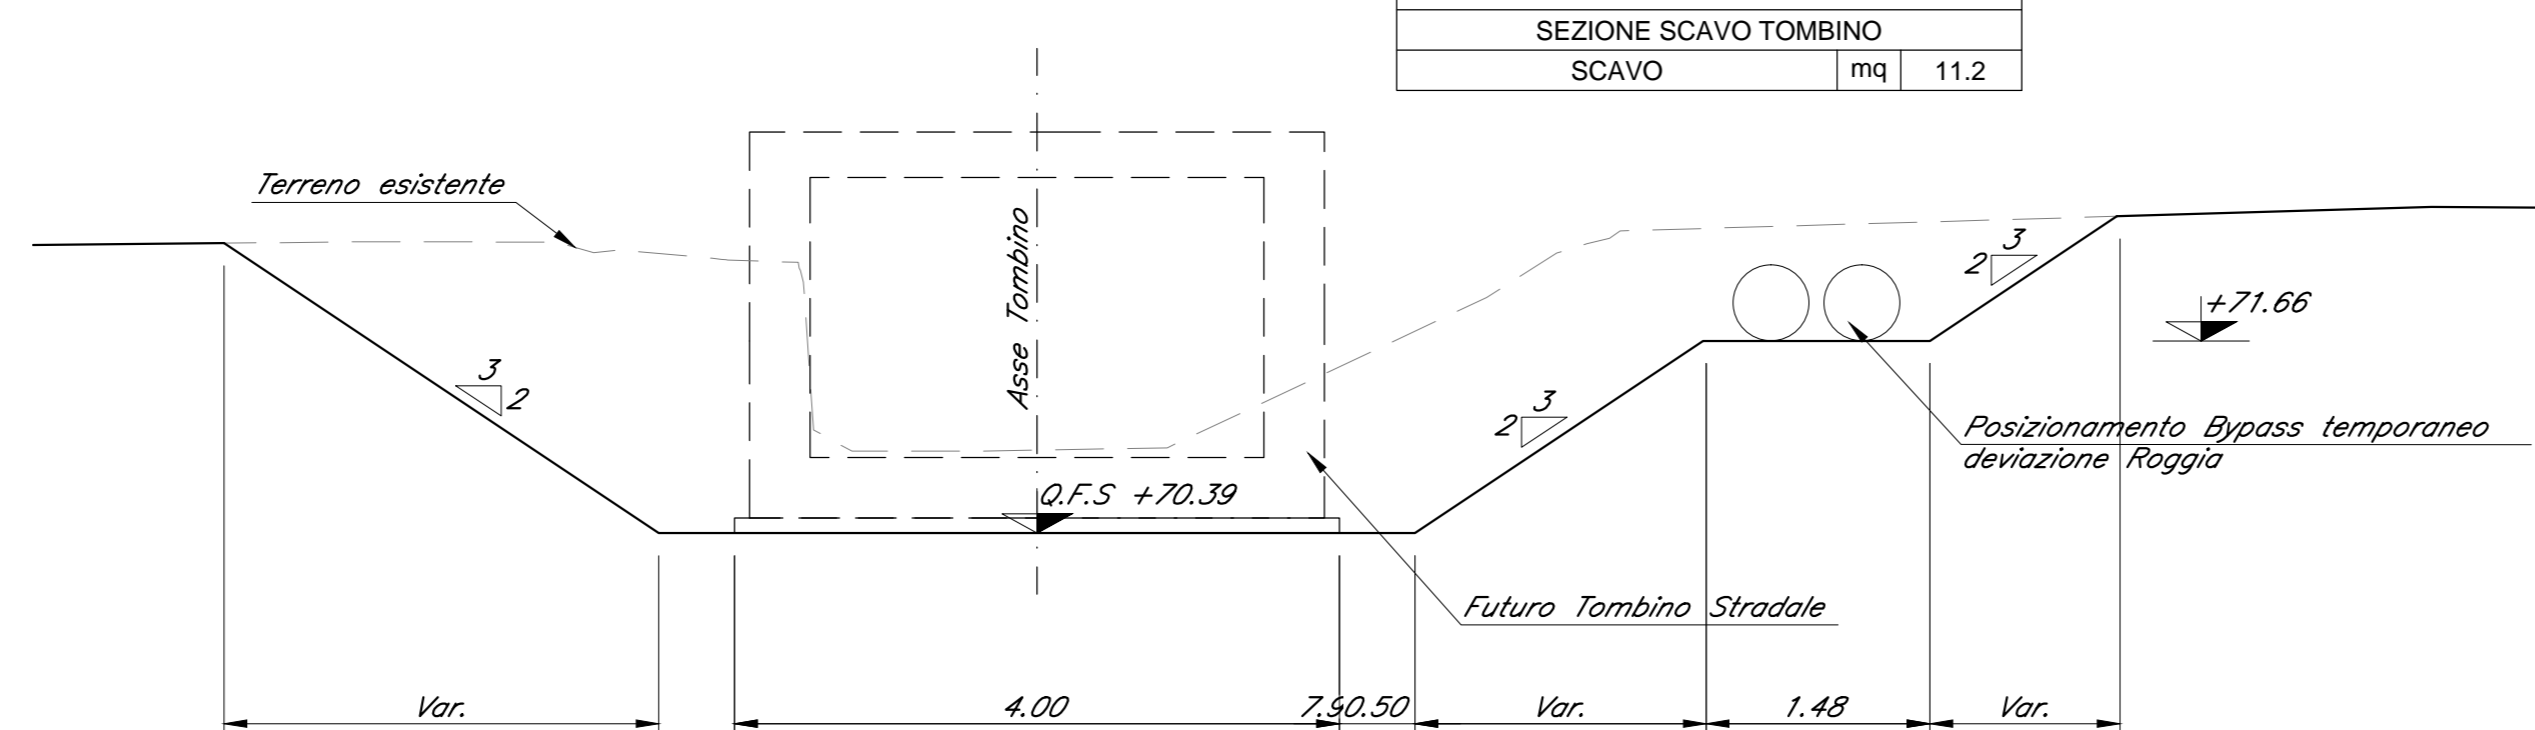 SEZIONE SCAVO TOMBINO
SCAVO mq 11.2
Terreno esistente
Asse Tombino
3
2
3
2
3
2
+71.66
Posizionamento Bypass temporaneo
deviazione Roggia
Q.F.S +70.39
Futuro Tombino Stradale
Var. 4.00 7.90.50 Var. 1.48 Var.